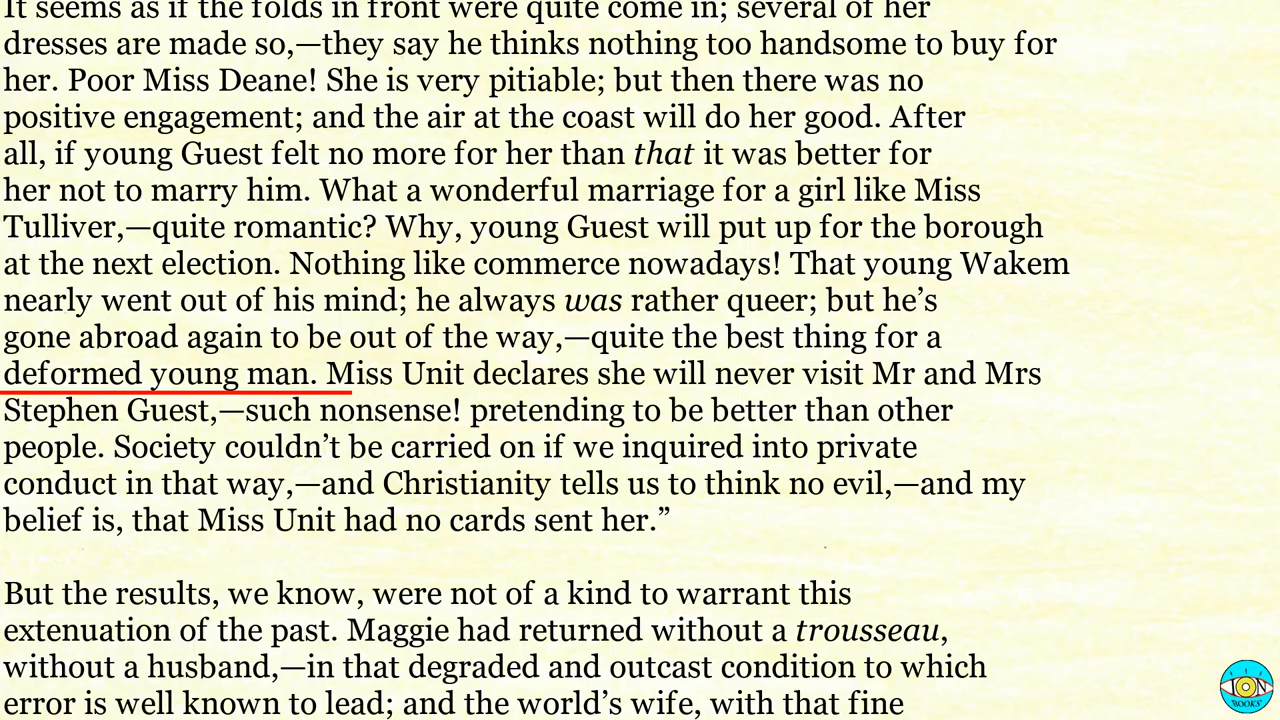 It seems as if the folds in front were quite come in; several of her
dresses are made so,—they say he thinks nothing too handsome to buy for
her. Poor Miss Deane! She is very pitiable; but then there was no
positive engagement; and the air at the coast will do her good. After
all, if young Guest felt no more for her than that it was better for
her not to marry him. What a wonderful marriage for a girl like Miss
Tulliver,—quite romantic? Why, young Guest will put up for the borough
at the next election. Nothing like commerce nowadays! That young Wakem
nearly went out of his mind; he always was rather queer; but he’s
gone abroad again to be out of the way,—quite the best thing for a
deformed young man. Miss Unit declares she will never visit Mr and Mrs
Stephen Guest,—such nonsense! pretending to be better than other
people. Society couldn’t be carried on if we inquired into private
conduct in that way,—and Christianity tells us to think no evil,—and my
belief is, that Miss Unit had no cards sent her.”
But the results, we know, were not of a kind to warrant this
extenuation of the past. Maggie had returned without a trousseau,
without a husband,—in that degraded and outcast condition to which
error is well known to lead; and the world’s wife, with that fine
ION
BOOKS